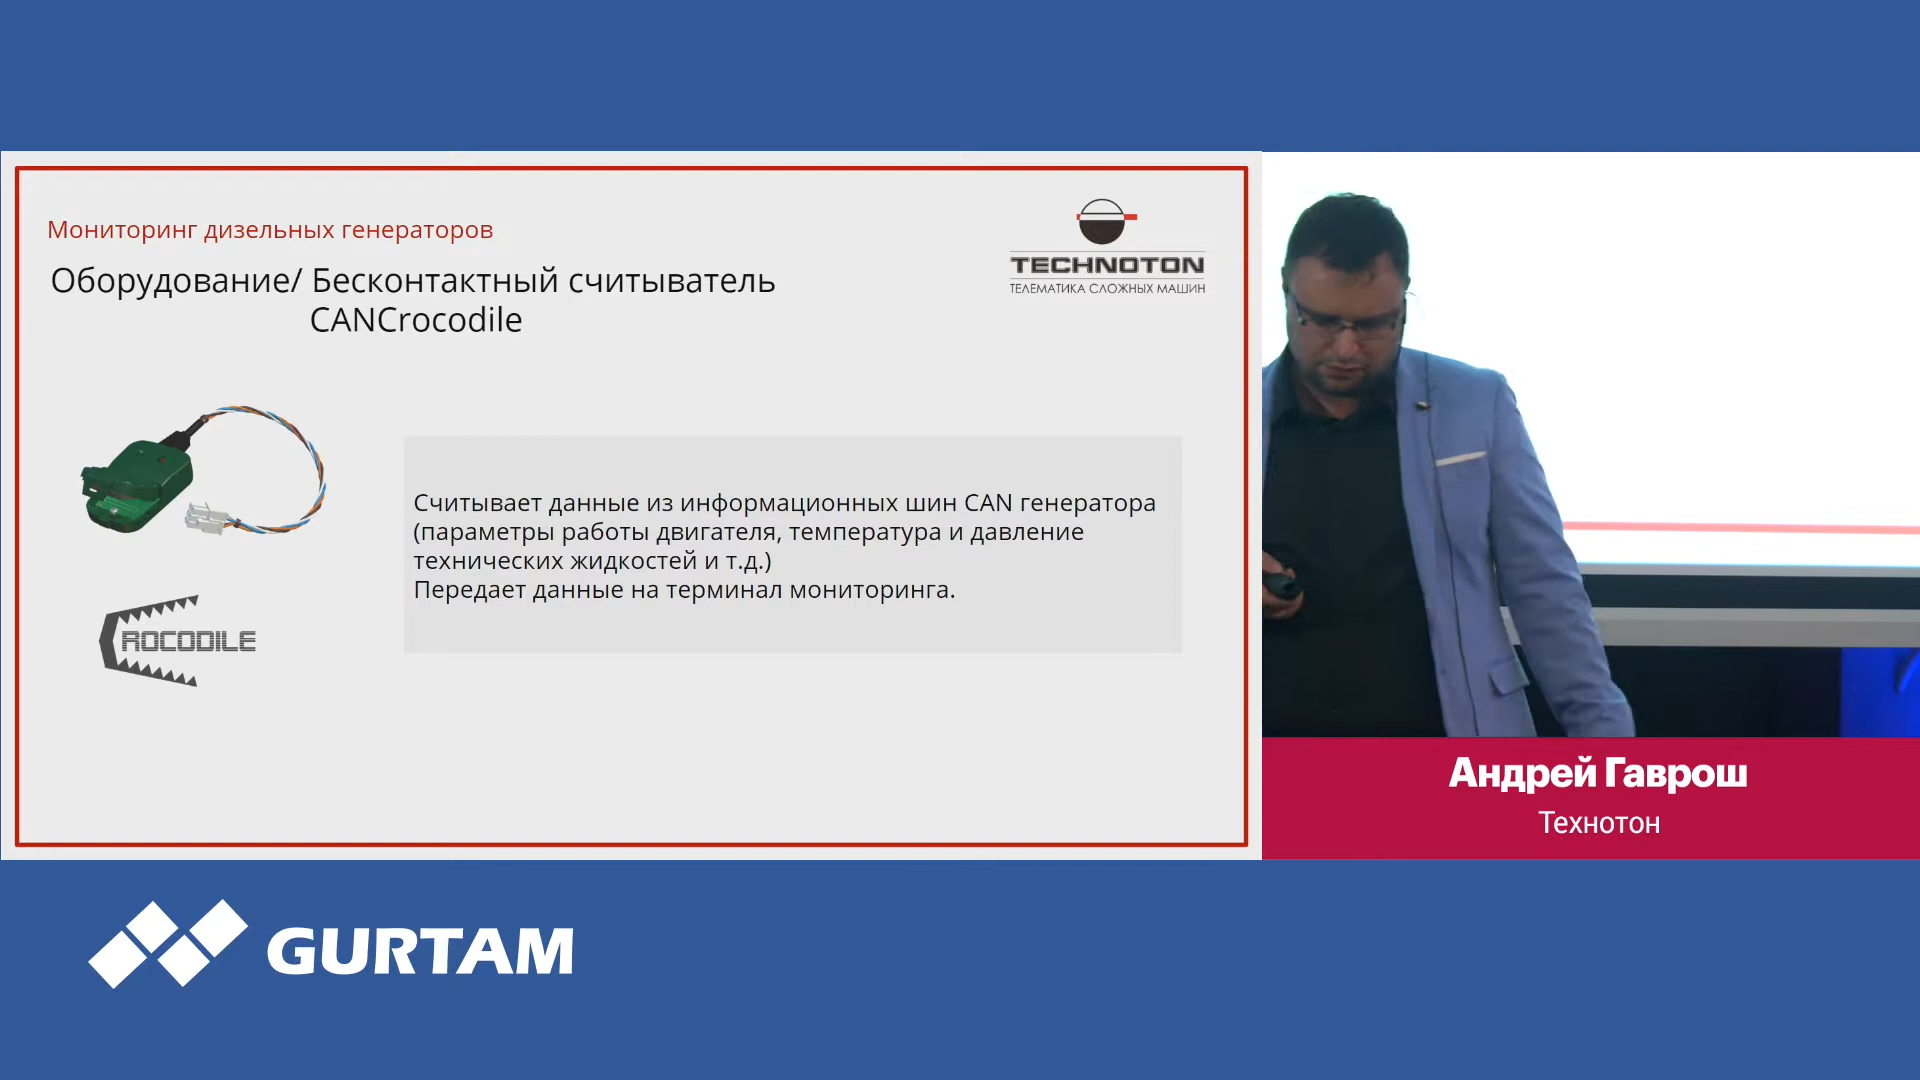 Мониторинг дизельных генераторов
Оборудование/ Бесконтактный считыватель
CANCrocodile
TECHNOTON
ТЕЛЕМАТИКА СЛОЖНЫХ МАШИН
Считывает данные из информационных шин CAN генератора
(параметры работы двигателя, температура и давление
технических жидкостей и т.д.)
Передает данные на терминал мониторинга.
CROCODILE
Андрей Гаврош
Технотон
GURTAM